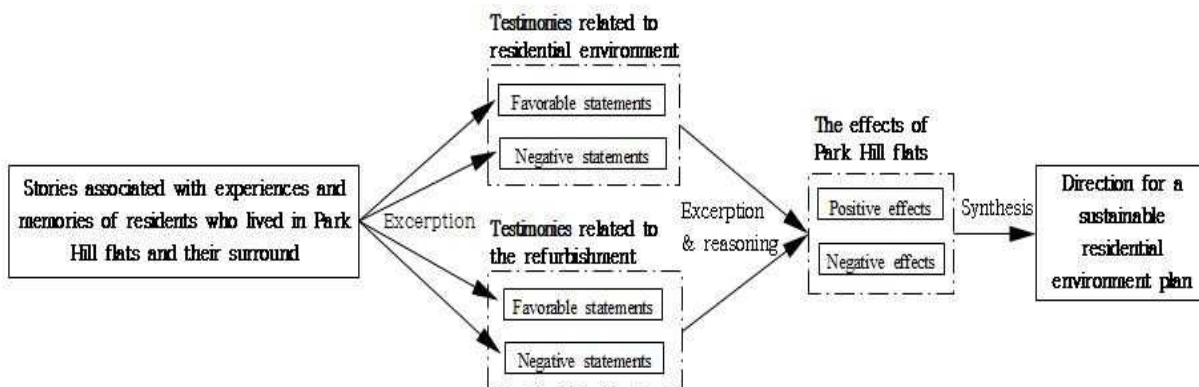 Testimonies related to
residential environment
Favorable statements
Negative statements
Stories associated with experiences and
memories of residents who lived in Park
Hill flats and their surround
Excerption
Testimonies related to
the refurbishment
Favorable statements
Negative statements
Excerption
& reasoning
The effects of
Park Hill flats
Positive effects
Negative effects
Synthesis
Direction for a
sustainable
residential
environment plan